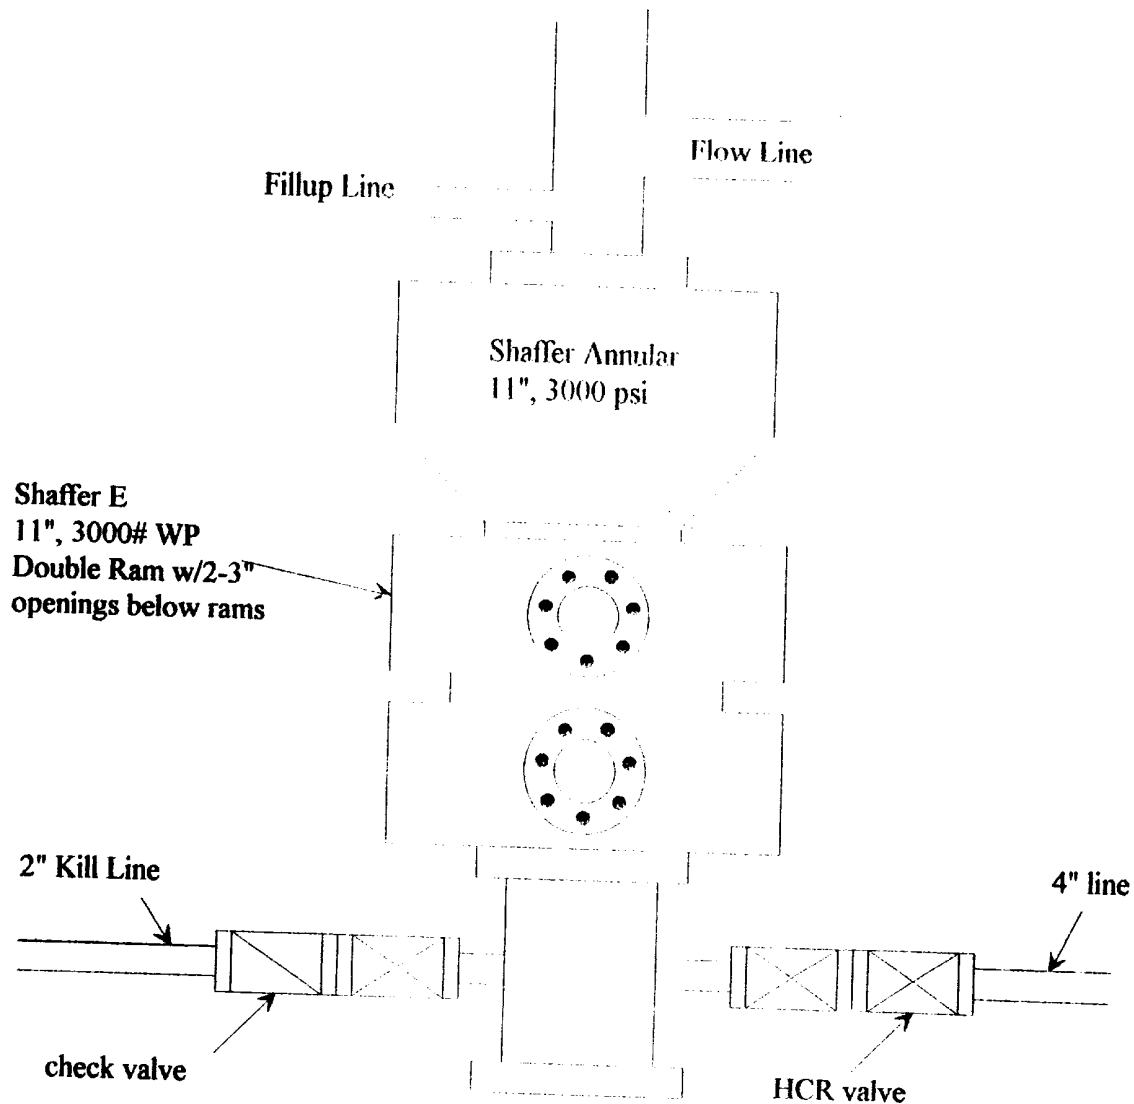 Flow Line
Fillup Line
Shaffer Annular
11", 3000 psi
Shaffer E
11", 3000# WP
Double Ram w/2-3"
openings below rams
2" Kill Line
4" line
check valve
HCR valve